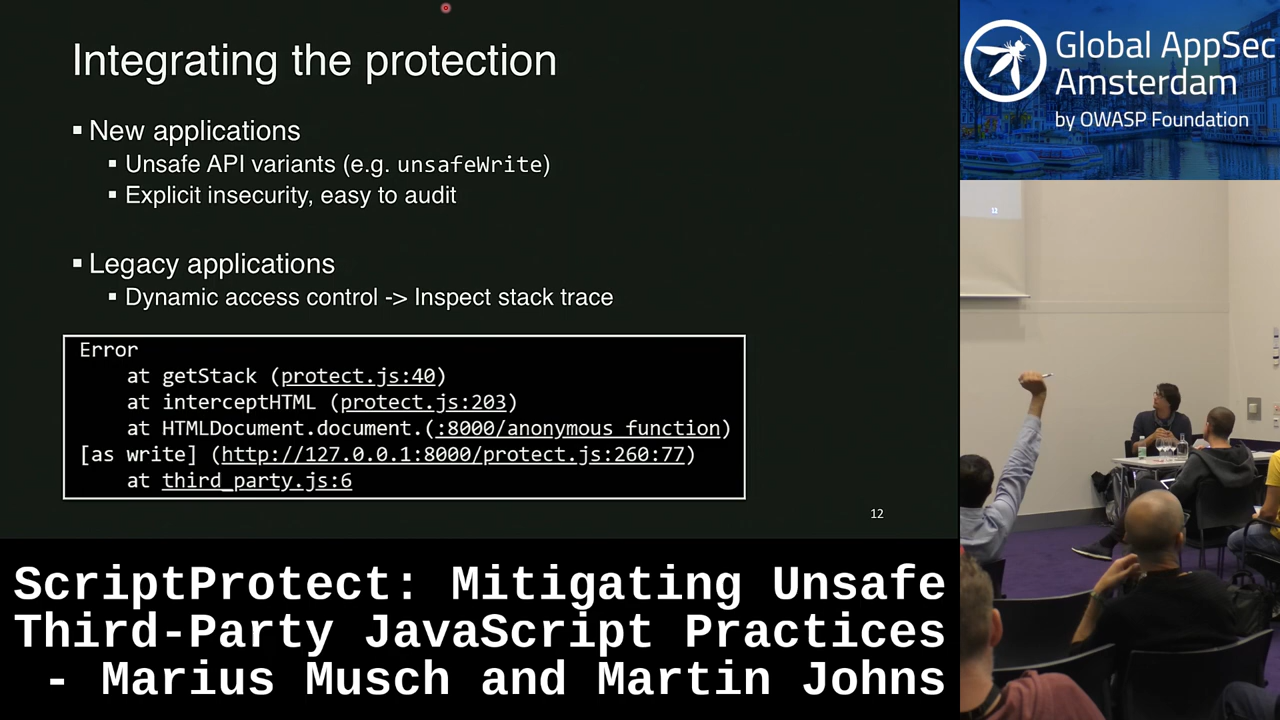 Integrating the protection
▪ New applications
▪ Unsafe API variants (e.g. unsafeWrite)
▪ Explicit insecurity, easy to audit
▪ Legacy applications
▪ Dynamic access control -> Inspect stack trace
Error
at getStack (protect.js:40)
at interceptHTML (protect.js:203)
at HTMLDocument.document.(:8000/anonymous function)
[as write] (http://127.0.0.1:8000/protect.js:260:77)
at third_party.js:6
12
Global AppSec
Amsterdam
by OWASP Foundation
ScriptProtect: Mitigating Unsafe
Third-Party JavaScript Practices
- Marius Musch and Martin Johns